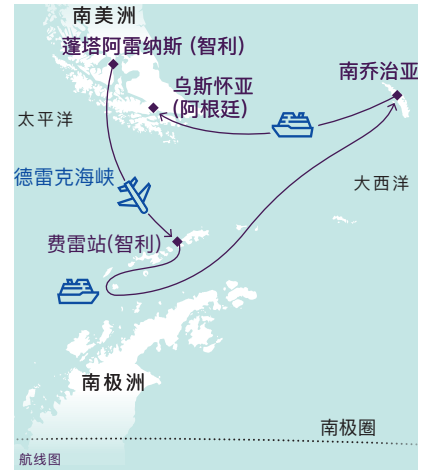 南美洲
蓬塔阿雷纳斯 (智利)
南乔治亚
乌斯怀亚
(阿根廷)
太平洋
德雷克海峡
大西洋
费雷站(智利)
南极洲
南极圈
航线图